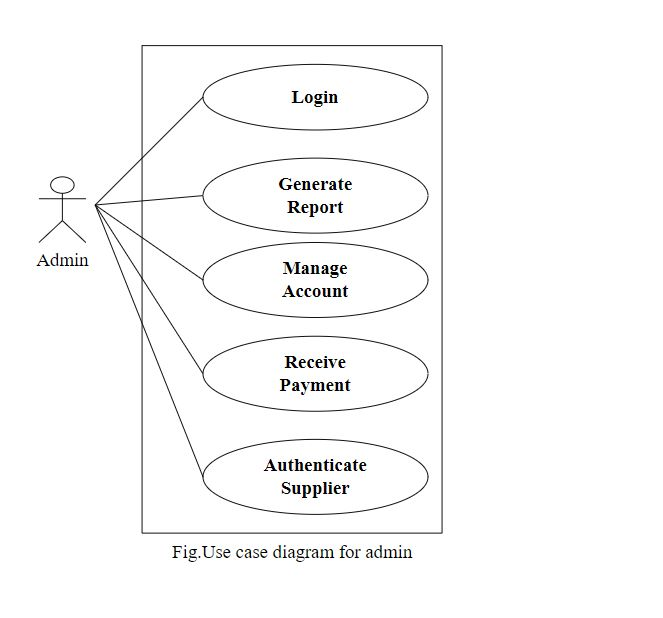 Login
Generate
Report
Manage
Account
Receive
Payment
Authenticate
Supplier
Admin
Fig.Use case diagram for admin